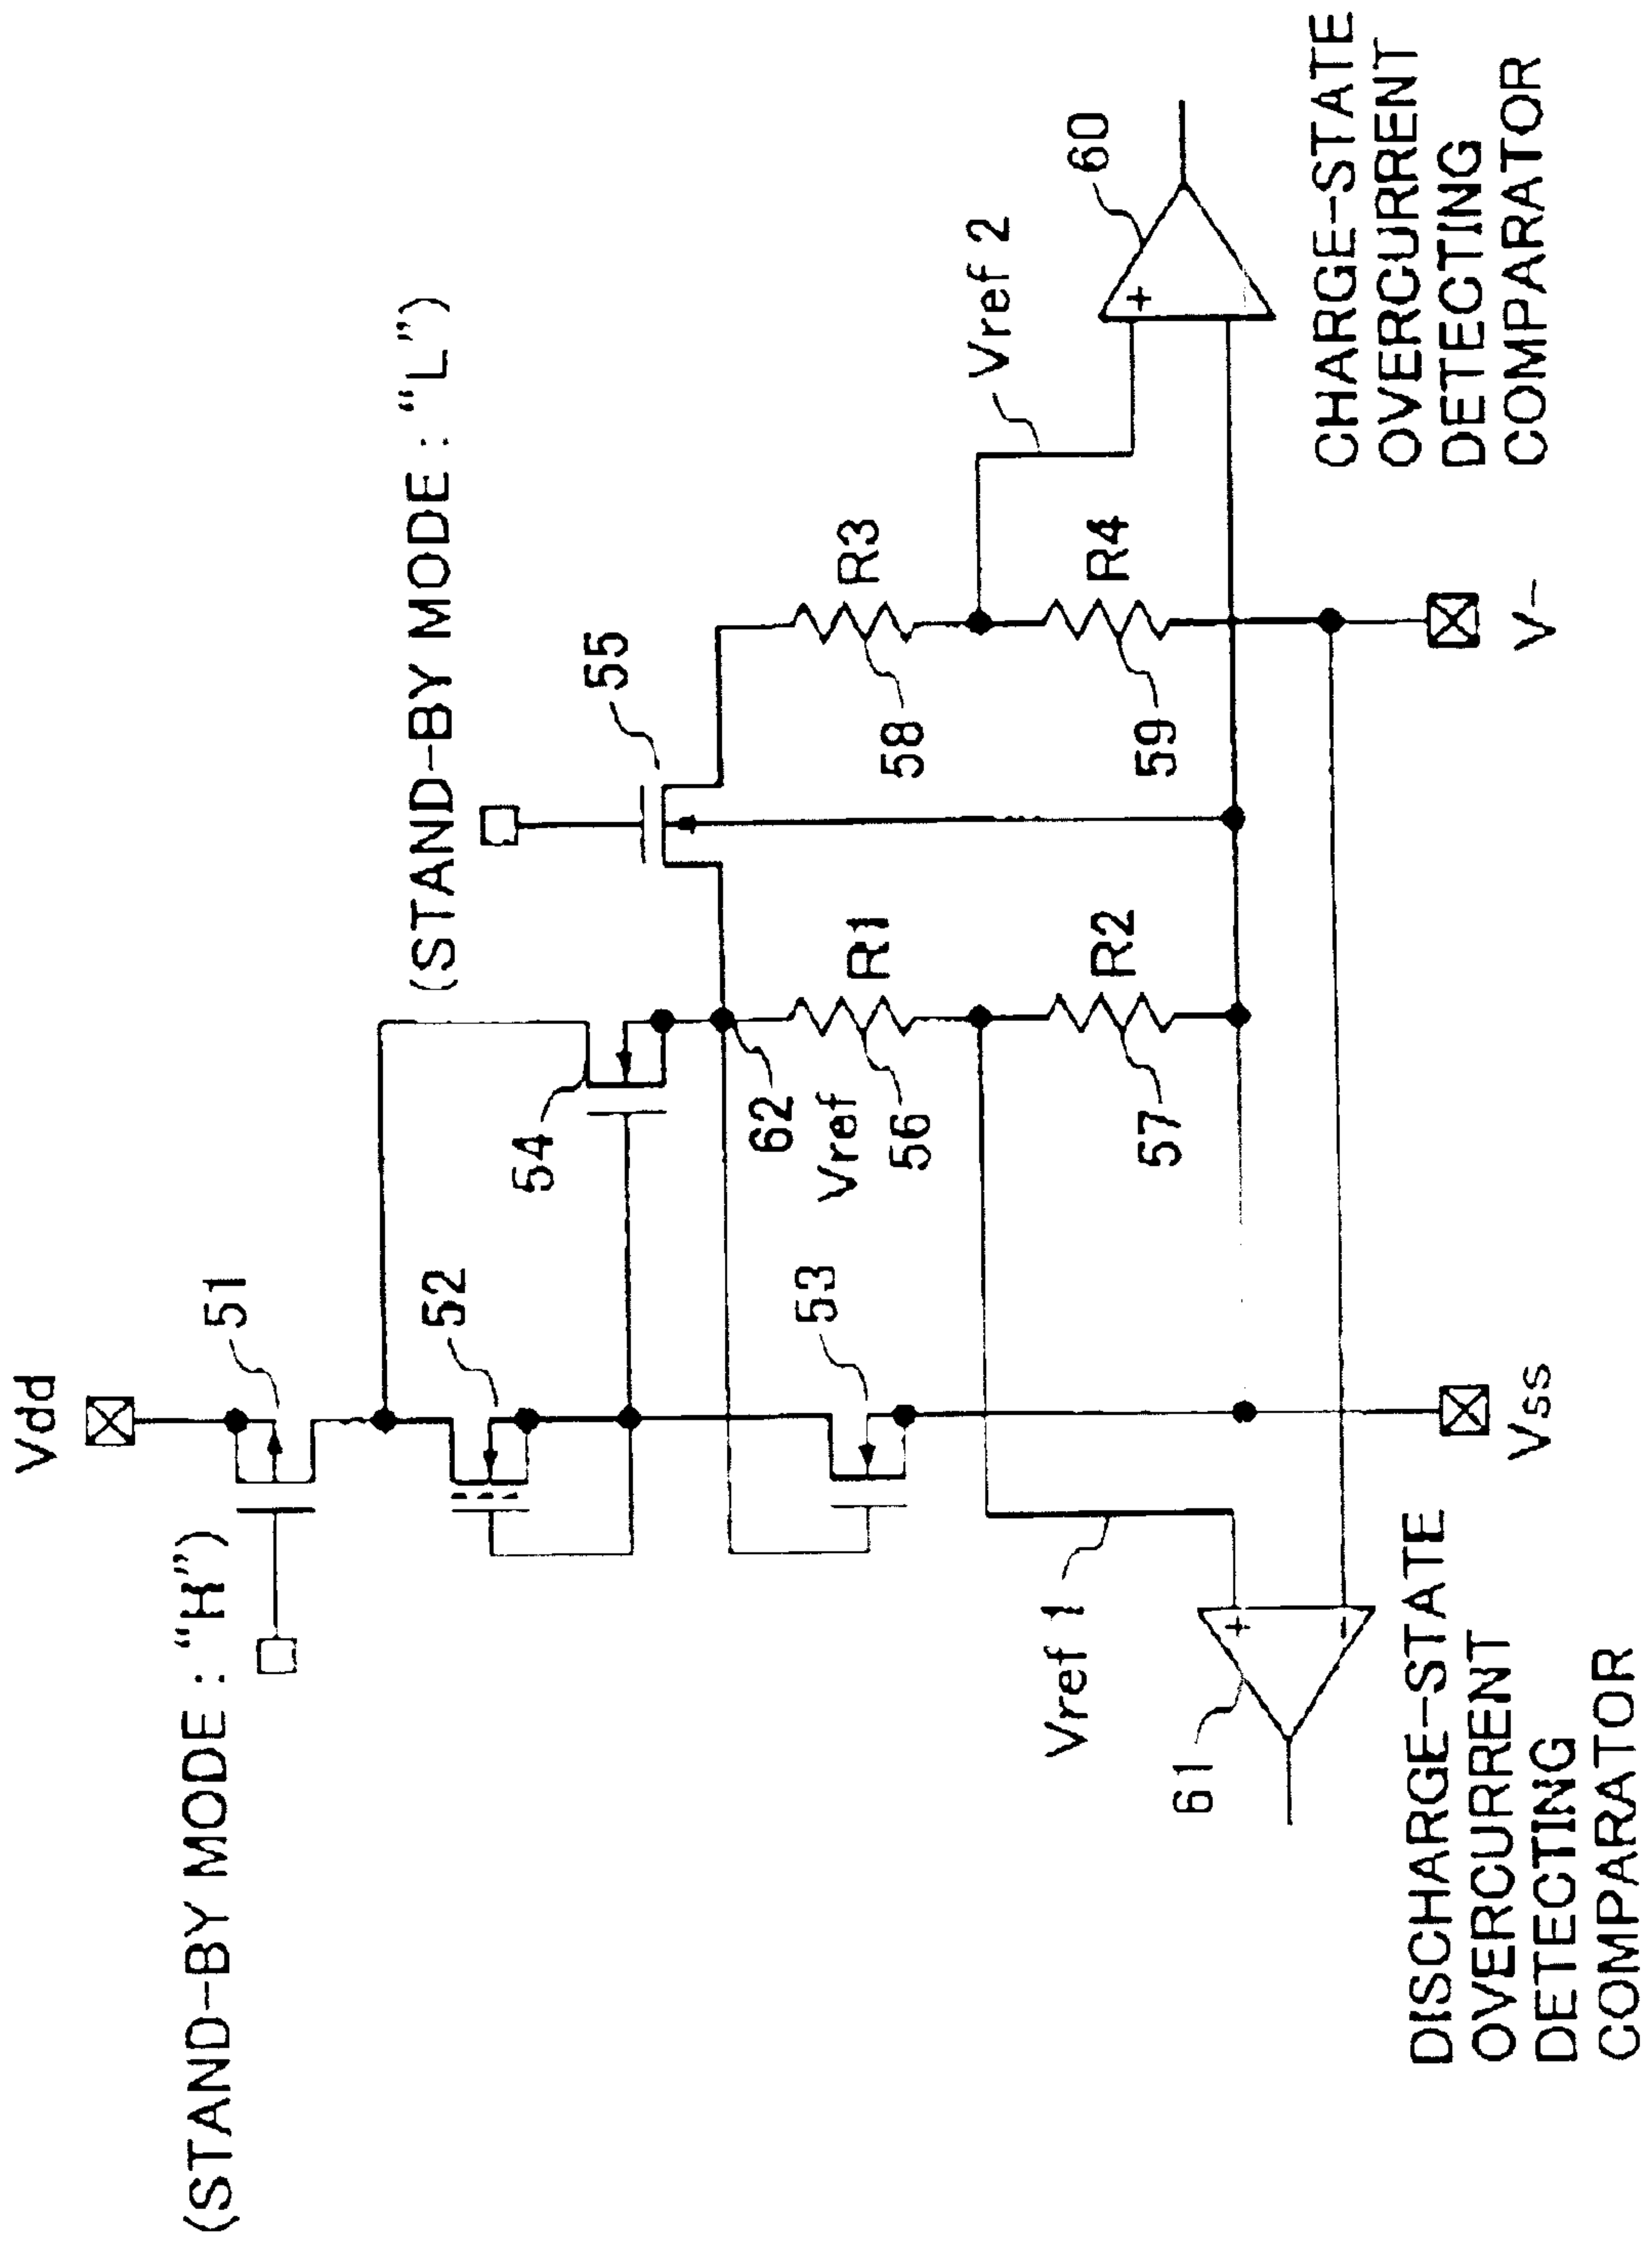 Vdd
(STAND-BY MODE : "H")
51
52
53
54
(STAND-BY MODE : "L")
55
62
Vref
R1
56
R2
57
R3
58
R4
59
Vref 2
60
+
CHARGE-STATE
OVERCURRENT
DETECTING
COMPARATOR
V-
Vss
Vref 1
61
+
-
DISCHARGE-STATE
OVERCURRENT
DETECTING
COMPARATOR